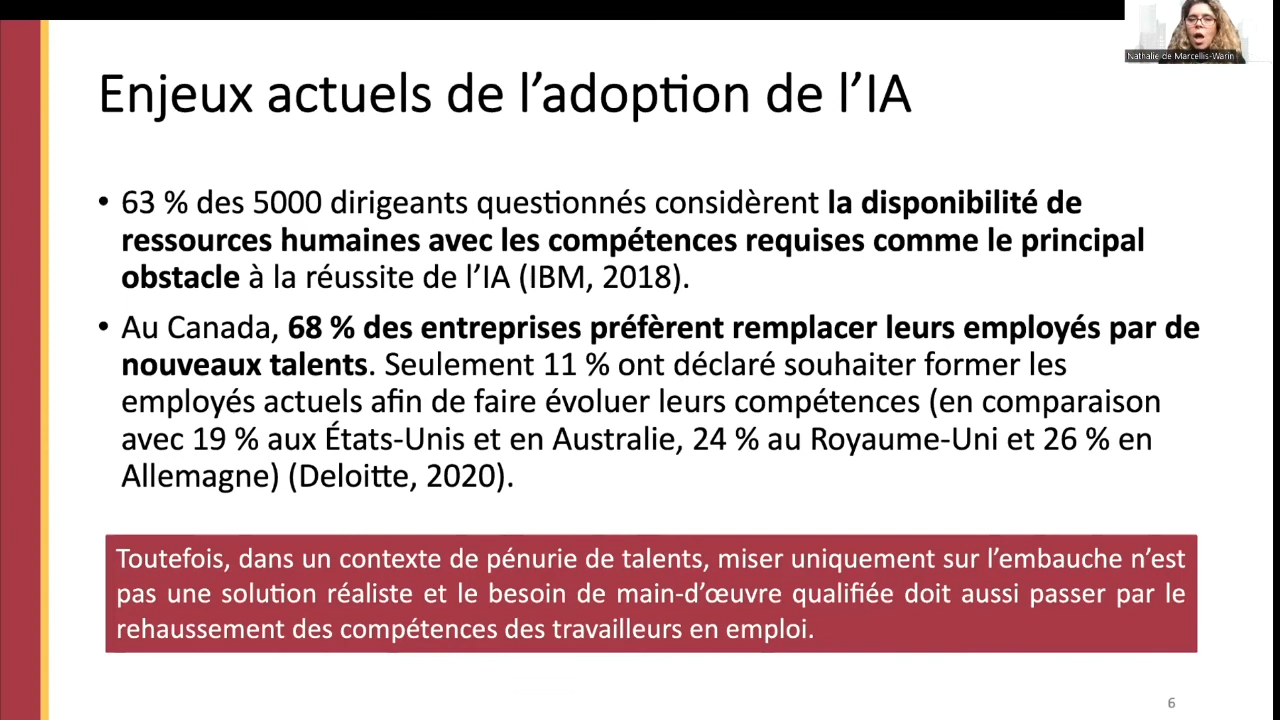 Nathalie de Marcellis-Warin
Enjeux actuels de l’adoption de l’IA
• 63 % des 5000 dirigeants questionnés considèrent la disponibilité de
ressources humaines avec les compétences requises comme le principal
obstacle à la réussite de l’IA (IBM, 2018).
• Au Canada, 68 % des entreprises préfèrent remplacer leurs employés par de
nouveaux talents. Seulement 11 % ont déclaré souhaiter former les
employés actuels afin de faire évoluer leurs compétences (en comparaison
avec 19 % aux États-Unis et en Australie, 24 % au Royaume-Uni et 26 % en
Allemagne) (Deloitte, 2020).
Toutefois, dans un contexte de pénurie de talents, miser uniquement sur l’embauche n’est
pas une solution réaliste et le besoin de main-d’œuvre qualifiée doit aussi passer par le
rehaussement des compétences des travailleurs en emploi.
6